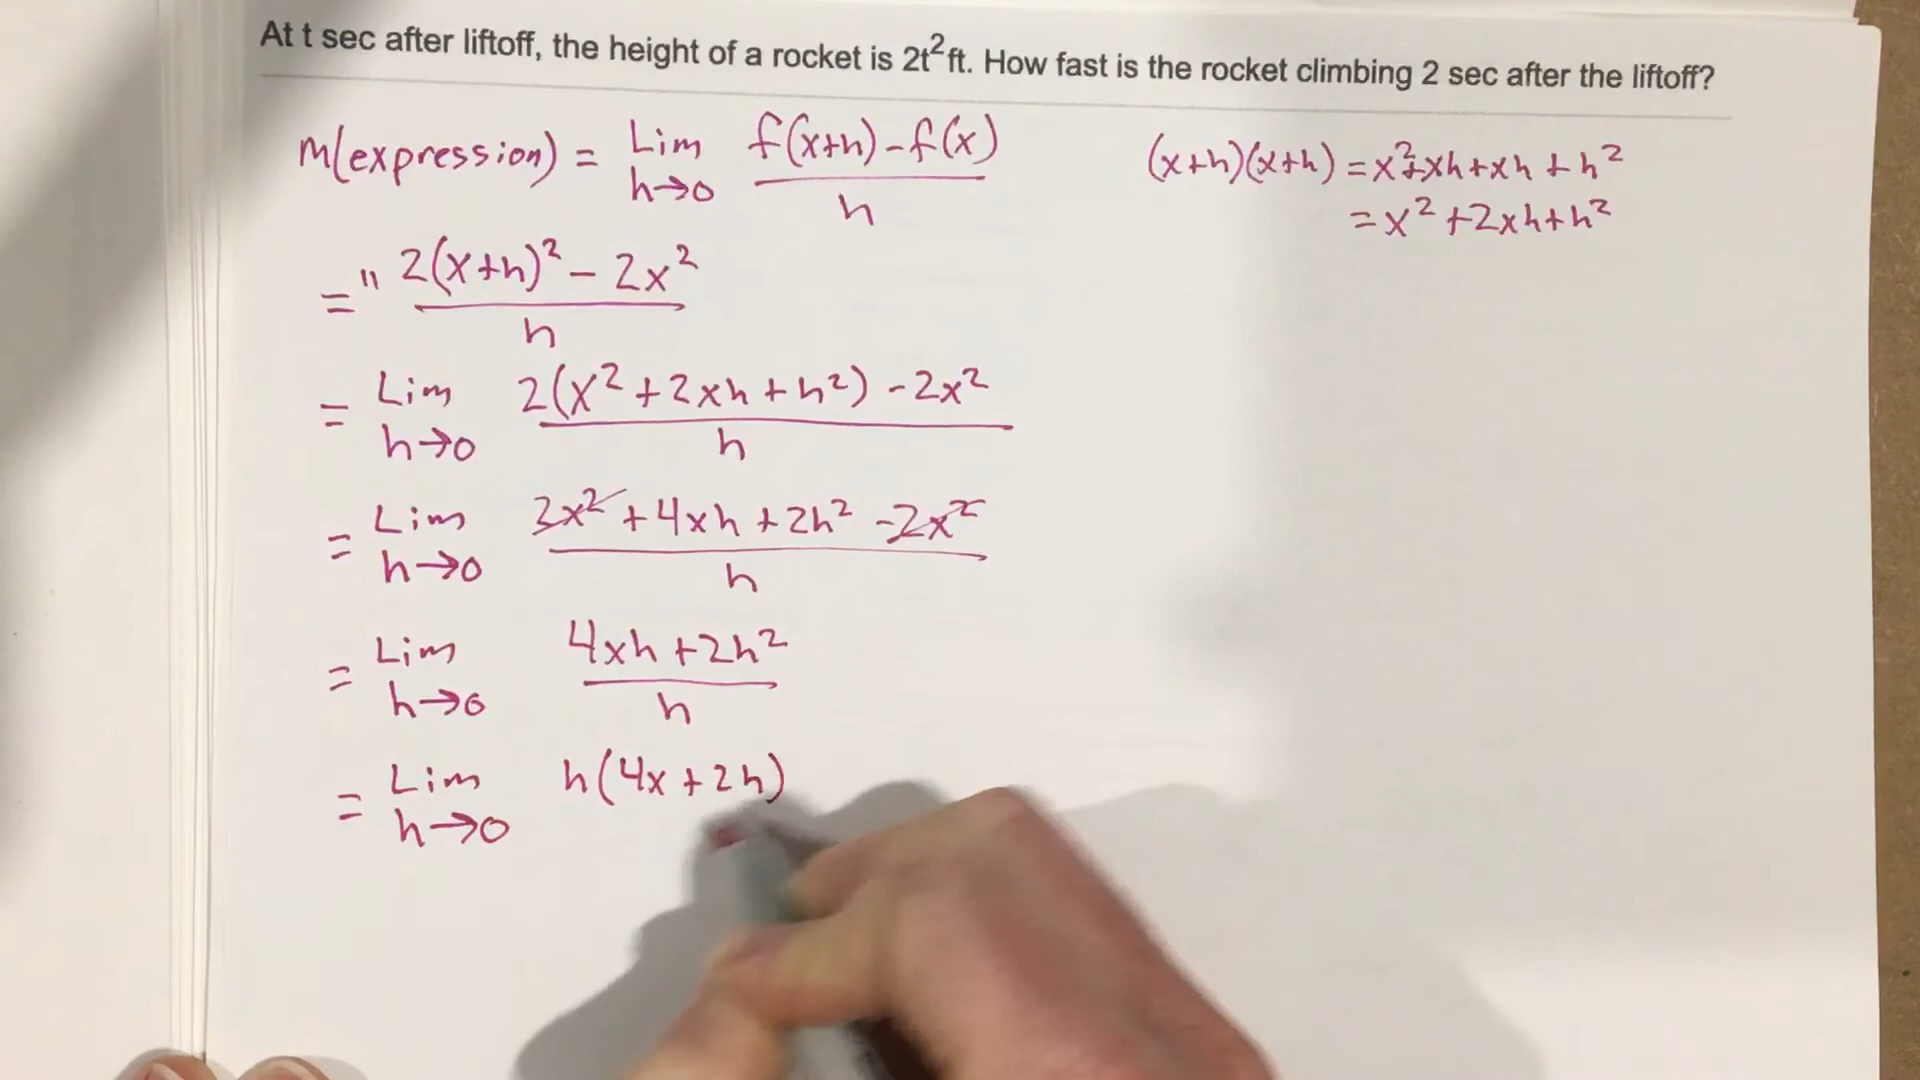 At t sec after liftoff, the height of a rocket is 2t² ft. How fast is the rocket climbing 2 sec after the liftoff?
m(expression) = Lim h→0 f(x+h)-f(x) / h
(x+h)(x+h) = x²+xh+xh+h²
= x²+2xh+h²
= " 2(x+h)² - 2x² / h
= Lim h→0 2(x²+2xh+h²) -2x² / h
= Lim h→0 2x²+4xh+2h² -2x² / h
= Lim h→0 4xh+2h² / h
= Lim h→0 h(4x+2h)